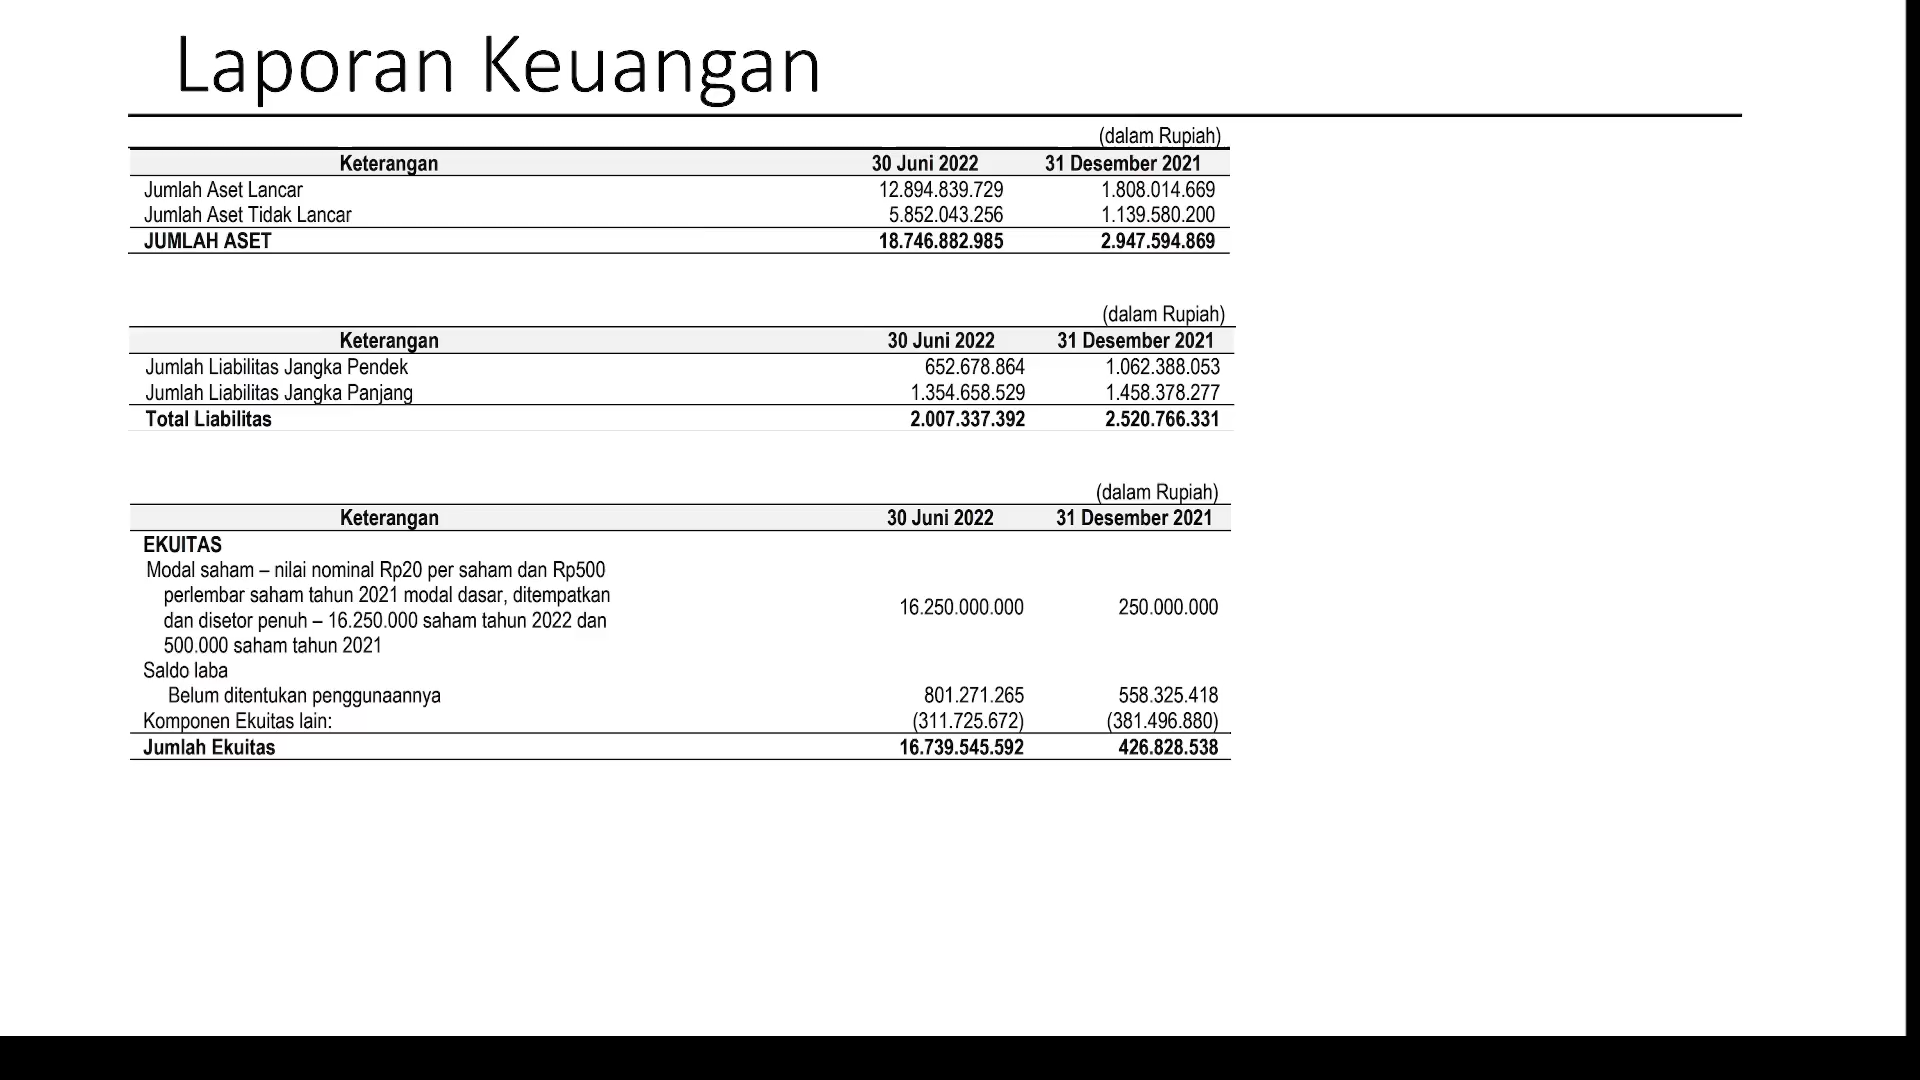 Laporan Keuangan
(dalam Rupiah)
Keterangan 30 Juni 2022 31 Desember 2021
Jumlah Aset Lancar 12.894.839.729 1.808.014.669
Jumlah Aset Tidak Lancar 5.852.043.256 1.139.580.200
JUMLAH ASET 18.746.882.985 2.947.594.869
(dalam Rupiah)
Keterangan 30 Juni 2022 31 Desember 2021
Jumlah Liabilitas Jangka Pendek 652.678.864 1.062.388.053
Jumlah Liabilitas Jangka Panjang 1.354.658.529 1.458.378.277
Total Liabilitas 2.007.337.392 2.520.766.331
(dalam Rupiah)
Keterangan 30 Juni 2022 31 Desember 2021
EKUITAS
Modal saham – nilai nominal Rp20 per saham dan Rp500
perlembar saham tahun 2021 modal dasar, ditempatkan
dan disetor penuh – 16.250.000 saham tahun 2022 dan
500.000 saham tahun 2021
16.250.000.000 250.000.000
Saldo laba
Belum ditentukan penggunaannya 801.271.265 558.325.418
Komponen Ekuitas lain: (311.725.672) (381.496.880)
Jumlah Ekuitas 16.739.545.592 426.828.538